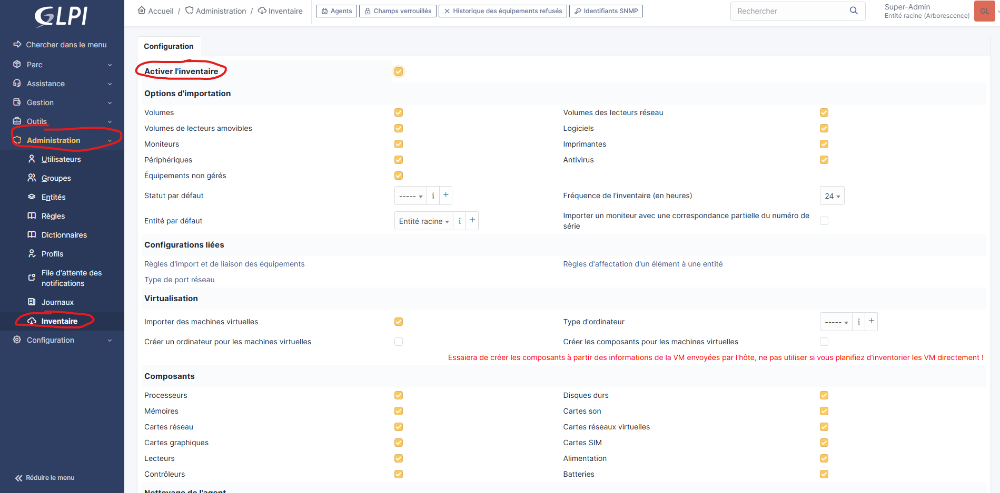 GLPI
Chercher dans le menu
Parc
Assistance
Gestion
Outils
Administration
Utilisateurs
Groupes
Entités
Règles
Dictionnaires
Profils
File d'attente des
notifications
Journaux
Inventaire
Configuration
Réduire le menu
Accueil / Administration / Inventaire
Agents
Champs verrouillés
Historique des équipements refusés
Identifiants SNMP
Rechercher
Super-Admin
Entité racine (Arborescence)
GL
Configuration
Activer l'inventaire
Options d'importation
Volumes
Volumes des lecteurs réseau
Volumes de lecteurs amovibles
Logiciels
Moniteurs
Imprimantes
Périphériques
Antivirus
Équipements non gérés
Statut par défaut
----- i +
Fréquence de l'inventaire (en heures)
24
Entité par défaut
Entité racine i +
Importer un moniteur avec une correspondance partielle du numéro de
série
Configurations liées
Règles d'import et de liaison des équipements
Règles d'affectation d'un élément à une entité
Type de port réseau
Virtualisation
Importer des machines virtuelles
Type d'ordinateur
----- i +
Créer un ordinateur pour les machines virtuelles
Créer les composants pour les machines virtuelles
Essaiera de créer les composants à partir des informations de la VM envoyées par l'hôte, ne pas utiliser si vous planifiez d'inventorier les VM directement !
Composants
Processeurs
Disques durs
Mémoires
Cartes son
Cartes réseau
Cartes réseaux virtuelles
Cartes graphiques
Cartes SIM
Lecteurs
Alimentation
Contrôleurs
Batteries
Nettoyage de l'agent